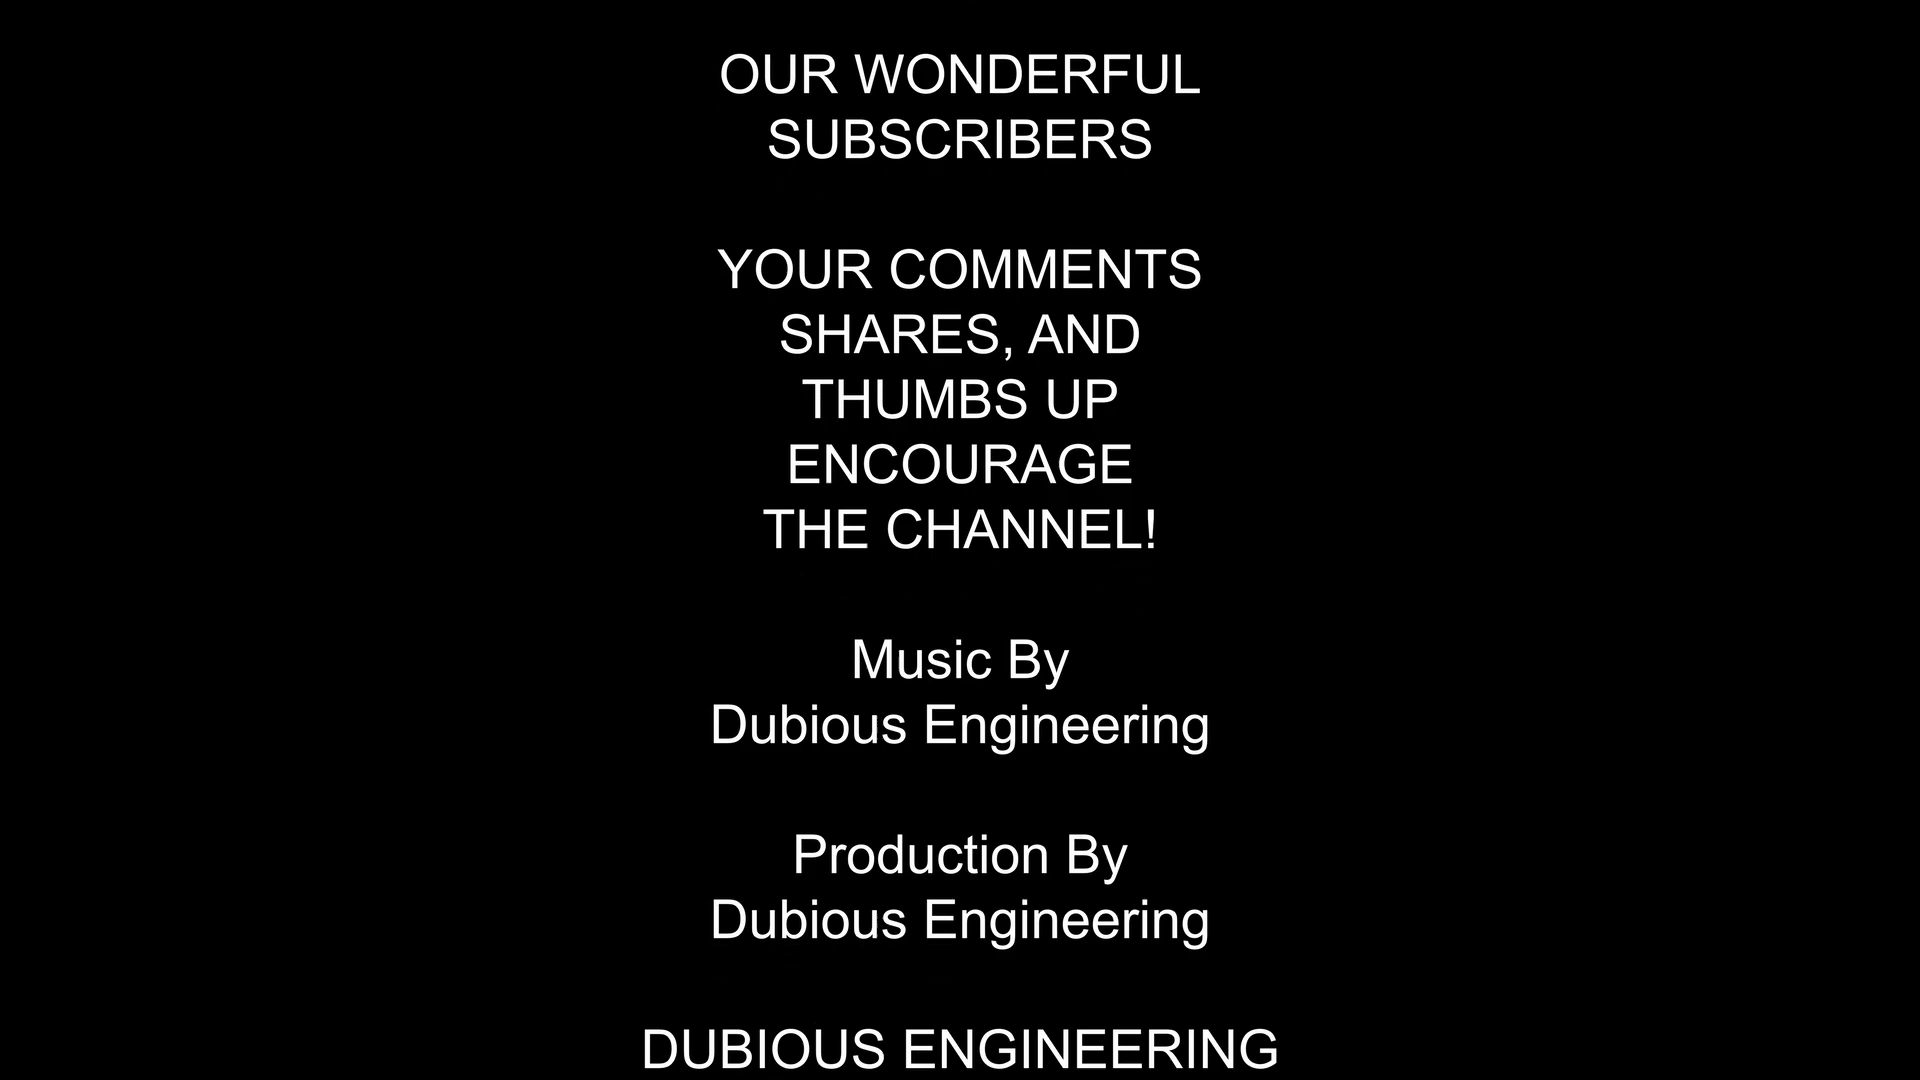 OUR WONDERFUL
SUBSCRIBERS
YOUR COMMENTS
SHARES, AND
THUMBS UP
ENCOURAGE
THE CHANNEL!
Music By
Dubious Engineering
Production By
Dubious Engineering
DUBIOUS ENGINEERING